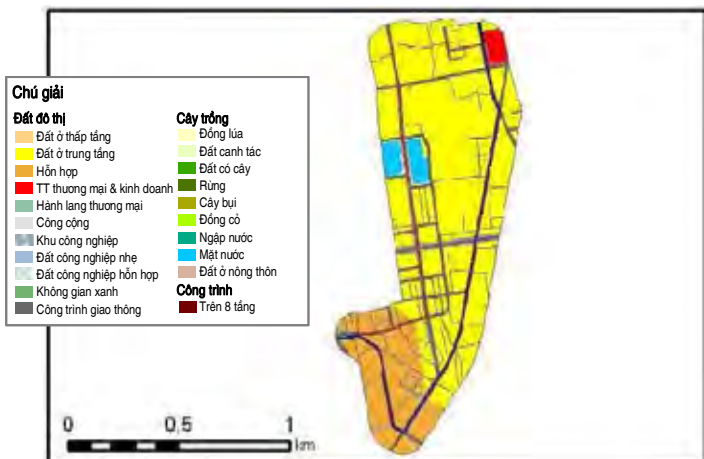 Chú giải
Đất đô thị
Đất ở thấp tầng
Đất ở trung tầng
Hỗn hợp
TT thương mại & kinh doanh
Hành lang thương mại
Công cộng
Khu công nghiệp
Đất công nghiệp nhẹ
Đất công nghiệp hỗn hợp
Không gian xanh
Công trình giao thông
Cây trồng
Đồng lúa
Đất canh tác
Đất có cây
Rừng
Cây bụi
Đồng cỏ
Ngập nước
Mặt nước
Đất ở nông thôn
Công trình
Trên 8 tầng
0 0.5 1
km